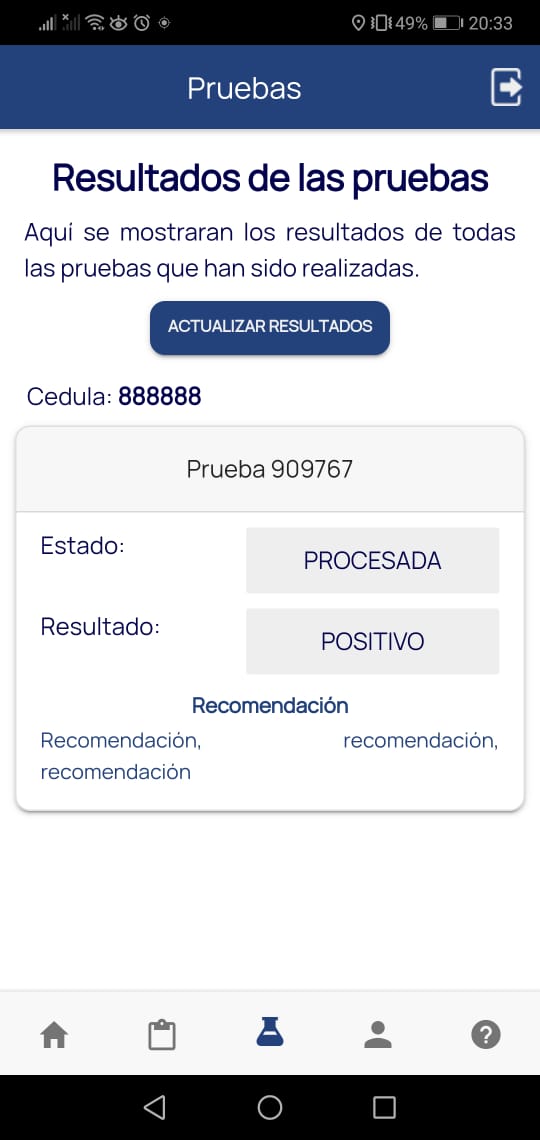 49% 20:33
Pruebas
Resultados de las pruebas
Aquí se mostraran los resultados de todas
las pruebas que han sido realizadas.
ACTUALIZAR RESULTADOS
Cedula: 888888
Prueba 909767
Estado:
PROCESADA
Resultado:
POSITIVO
Recomendación
Recomendación, recomendación,
recomendación